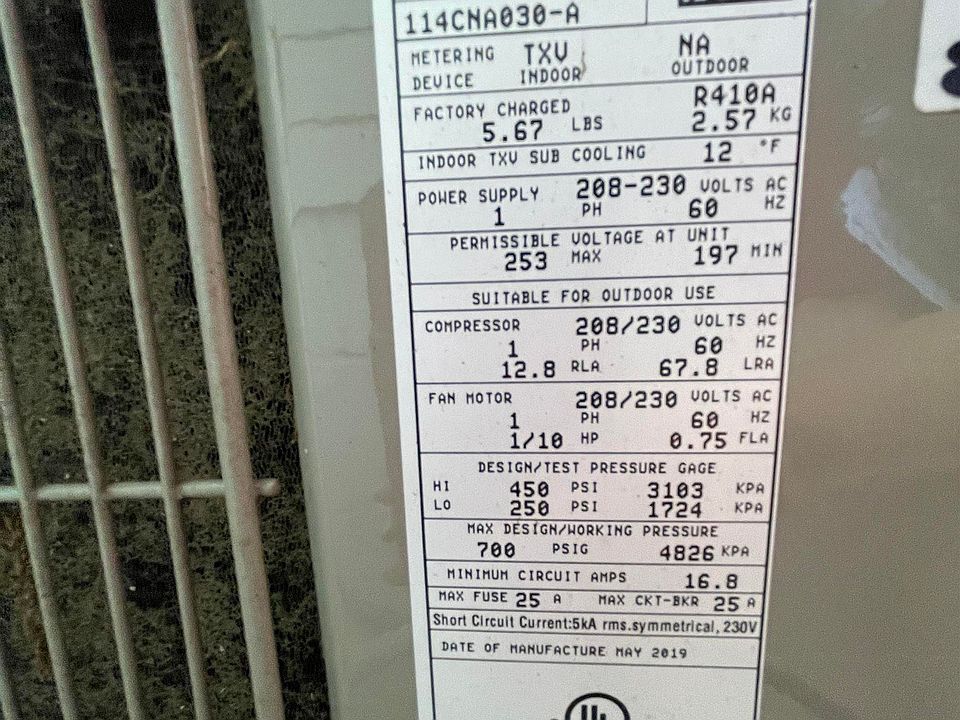 114CNA030-A
METERING DEVICE TXV INDOOR NA OUTDOOR
FACTORY CHARGED R410A
5.67 LBS 2.57 KG
INDOOR TXV SUB COOLING 12 °F
POWER SUPPLY 208-230 VOLTS AC
1 PH 60 HZ
PERMISSIBLE VOLTAGE AT UNIT
253 MAX 197 MIN
SUITABLE FOR OUTDOOR USE
COMPRESSOR 208/230 VOLTS AC
1 PH 60 HZ
12.8 RLA 67.8 LRA
FAN MOTOR 208/230 VOLTS AC
1 PH 60 HZ
1/10 HP 0.75 FLA
DESIGN/TEST PRESSURE GAGE
HI 450 PSI 3103 KPA
LO 250 PSI 1724 KPA
MAX DESIGN/WORKING PRESSURE
700 PSIG 4826 KPA
MINIMUM CIRCUIT AMPS 16.8
MAX FUSE 25 A MAX CKT-BKR 25 A
Short Circuit Current:5kA rms.symmetrical, 230V
DATE OF MANUFACTURE MAY 2019
UL